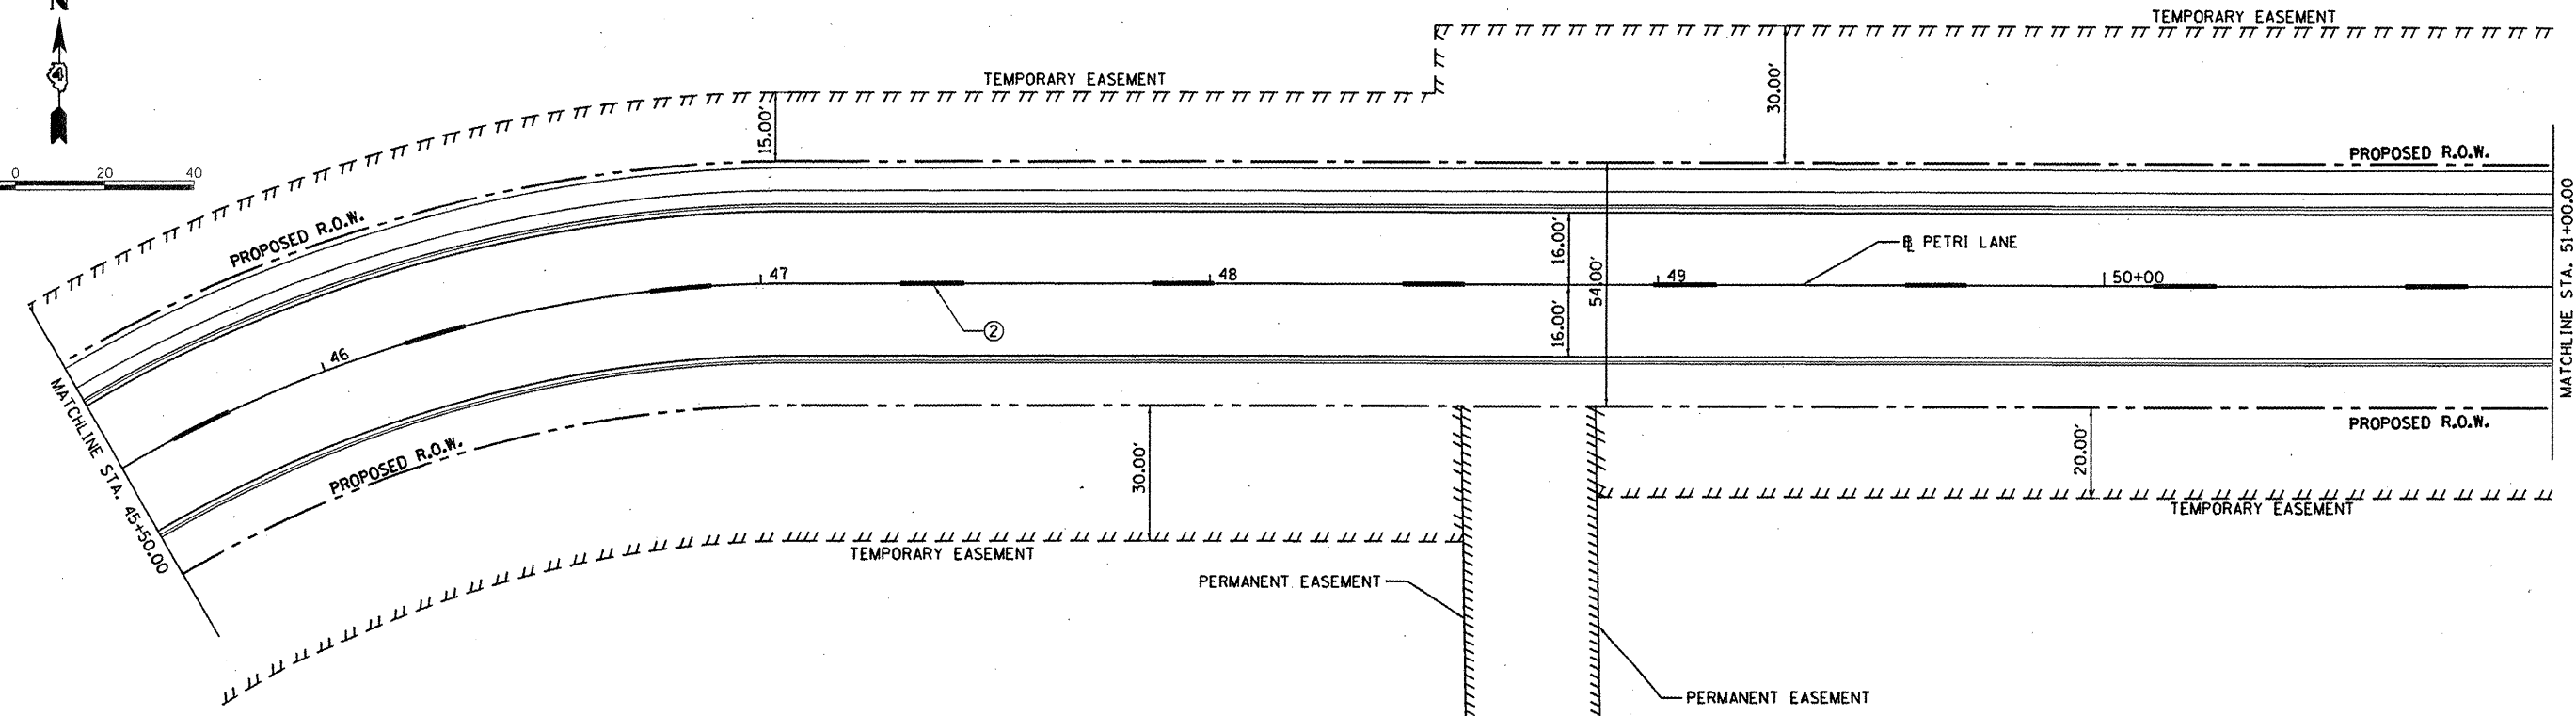 N
4
0 20 40
TEMPORARY EASEMENT
TEMPORARY EASEMENT
15.00'
30.00'
PROPOSED R.O.W.
PROPOSED R.O.W.
16.00'
54.00'
℄ PETRI LANE
46
47
48
49
50+00
2
16.00'
MATCHLINE STA. 45+50.00
MATCHLINE STA. 51+00.00
PROPOSED R.O.W.
PROPOSED R.O.W.
30.00'
20.00'
TEMPORARY EASEMENT
TEMPORARY EASEMENT
PERMANENT EASEMENT
PERMANENT EASEMENT